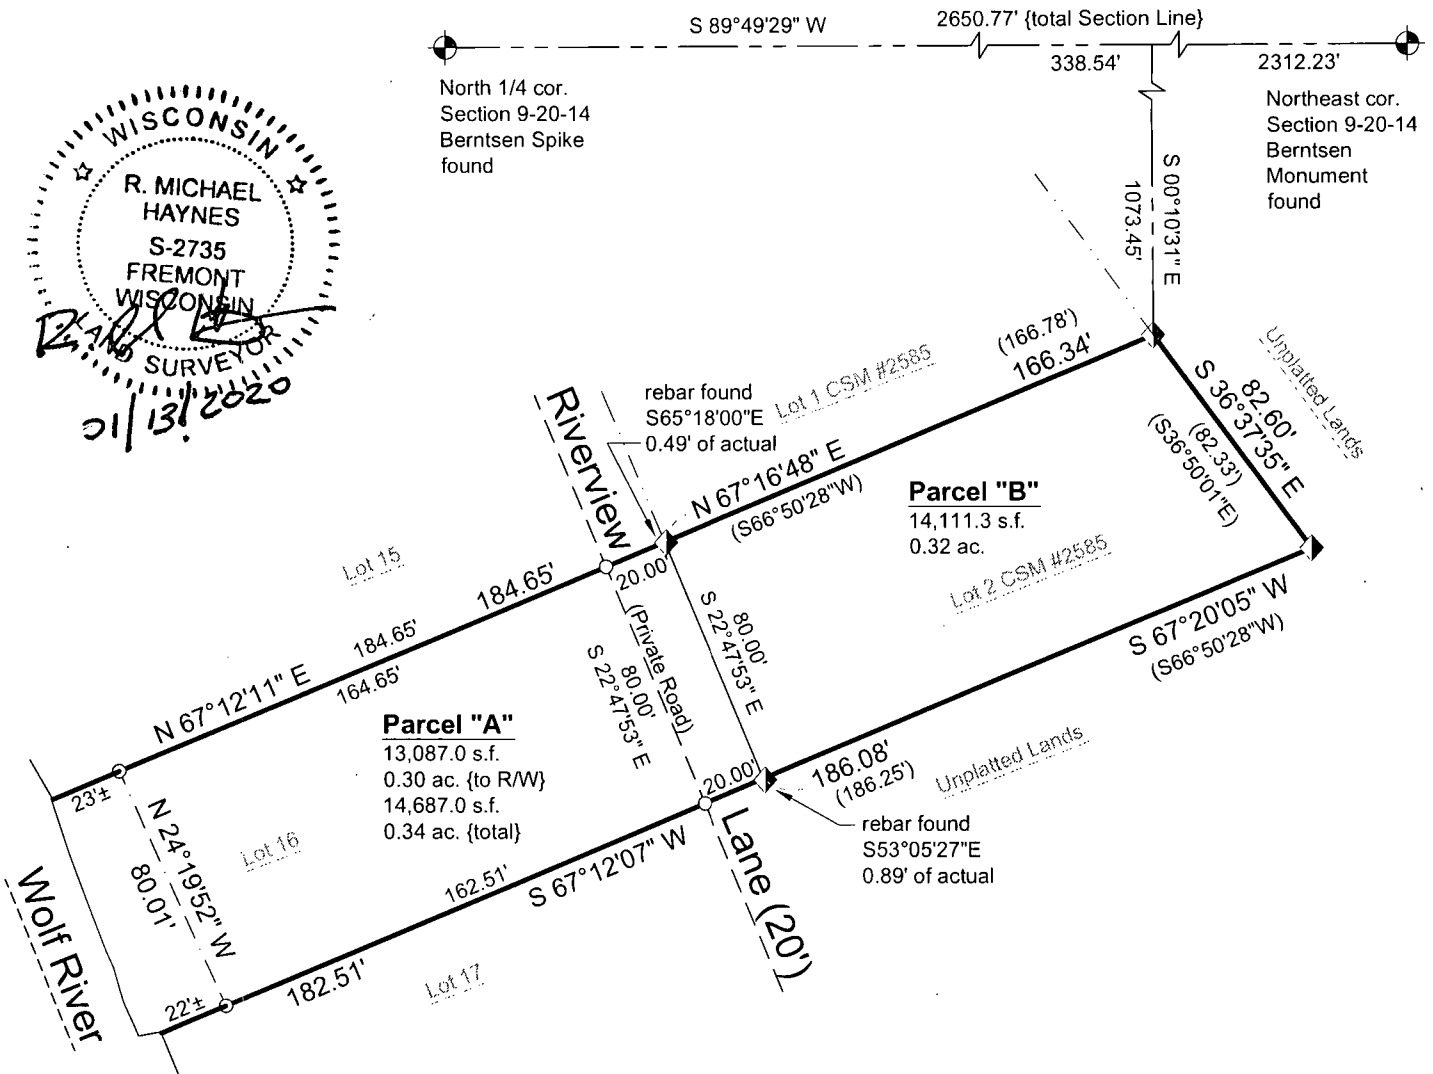 S 89°49'29" W
2650.77' {total Section Line}
338.54'
2312.23'
North 1/4 cor.
Section 9-20-14
Berntsen Spike
found
Northeast cor.
Section 9-20-14
Berntsen
Monument
found
S 00°10'31" E
1073.45'
WISCONSIN
R. MICHAEL
HAYNES
S-2735
FREMONT
WISCONSIN
LAND SURVEYOR
01/13/2020
Unplatted Lands
82.60'
S 36°37'35" E
(82.33')
(S36°50'01"E)
(166.78')
166.34'
Lot 1 CSM #2585
rebar found
S65°18'00"E
0.49' of actual
N 67°16'48" E
(S66°50'28"W)
Parcel "B"
14,111.3 s.f.
0.32 ac.
Lot 2 CSM #2585
Riverview
20.00'
(Private Road)
80.00'
S 22°47'53" E
80.00'
S 22°47'53" E
Lot 15
184.65'
184.65'
164.65'
N 67°12'11" E
Parcel "A"
13,087.0 s.f.
0.30 ac. {to R/W}
14,687.0 s.f.
0.34 ac. {total}
S 67°20'05" W
(S66°50'28"W)
Unplatted Lands
186.08'
(186.25')
20.00'
rebar found
S53°05'27"E
0.89' of actual
Lane (20')
23'±
N 24°19'52" W
80.01'
Lot 16
162.51'
S 67°12'07" W
182.51'
Lot 17
22'±
Wolf River